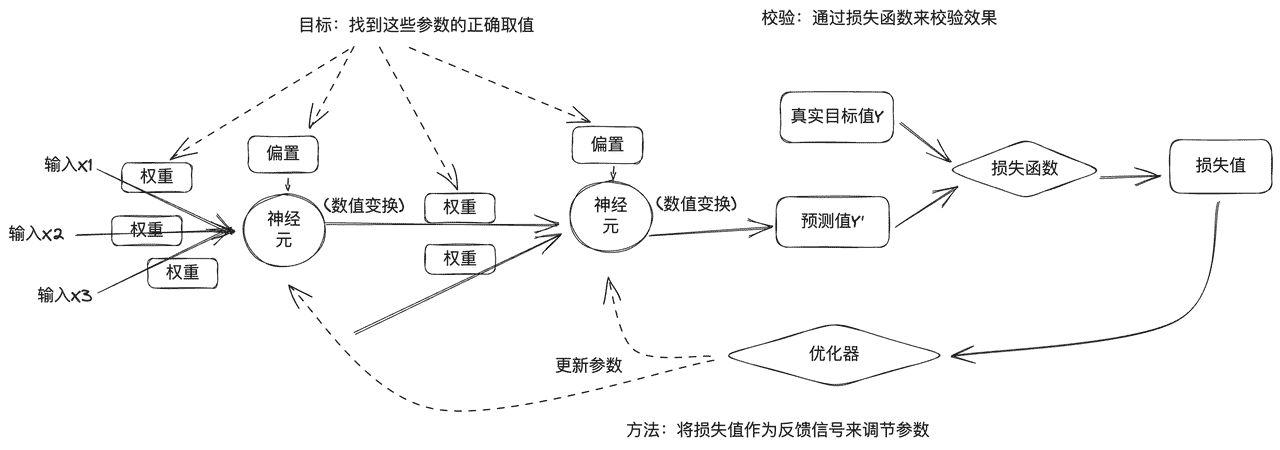 目标：找到这些参数的正确取值
校验：通过损失函数来校验效果
真实目标值Y
偏置
偏置
输入x1
权重
损失函数
损失值
神经
元
(数值变换)
权重
神经
元
(数值变换)
预测值Y'
输入x2
权重
权重
权重
输入x3
优化器
更新参数
方法：将损失值作为反馈信号来调节参数